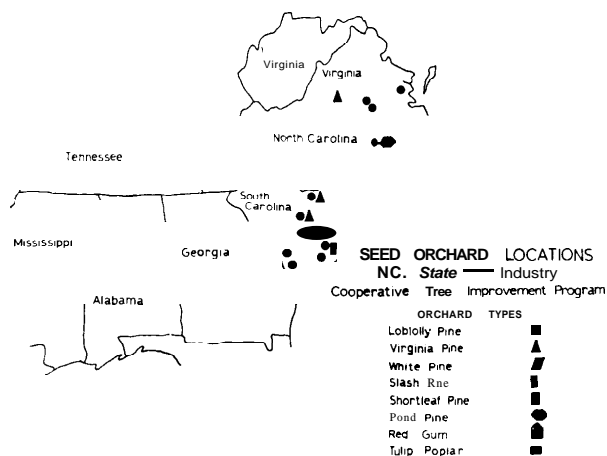 Virginia
Virginia
North Carolina
Tennessee
South
Carolina
Mississippi
Georgia
SEED ORCHARD LOCATIONS
NC. State — Industry
Cooperative Tree Improvement Program
Alabama
ORCHARD TYPES
Loblolly Pine
Virginia Pine
White Pine
Slash Rne
Shortleaf Pine
Pond Pine
Red Gum
Tulip Poplar